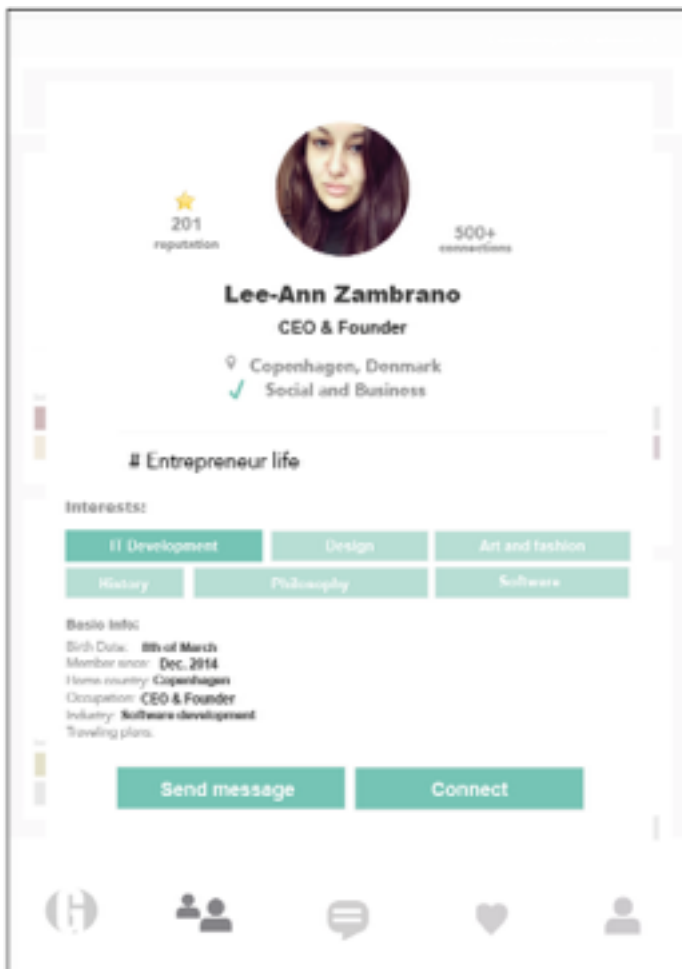 201
reputation
500+
connections
Lee-Ann Zambrano
CEO & Founder
Copenhagen, Denmark
Social and Business
# Entrepreneur life
Interests:
IT Development Design Art and fashion
History Philosophy Software
Basic Info:
Birth Date: 8th of March
Member since: Dec. 2014
Home country: Copenhagen
Occupation: CEO & Founder
Industry: Software development
Traveling plans.
Send message Connect